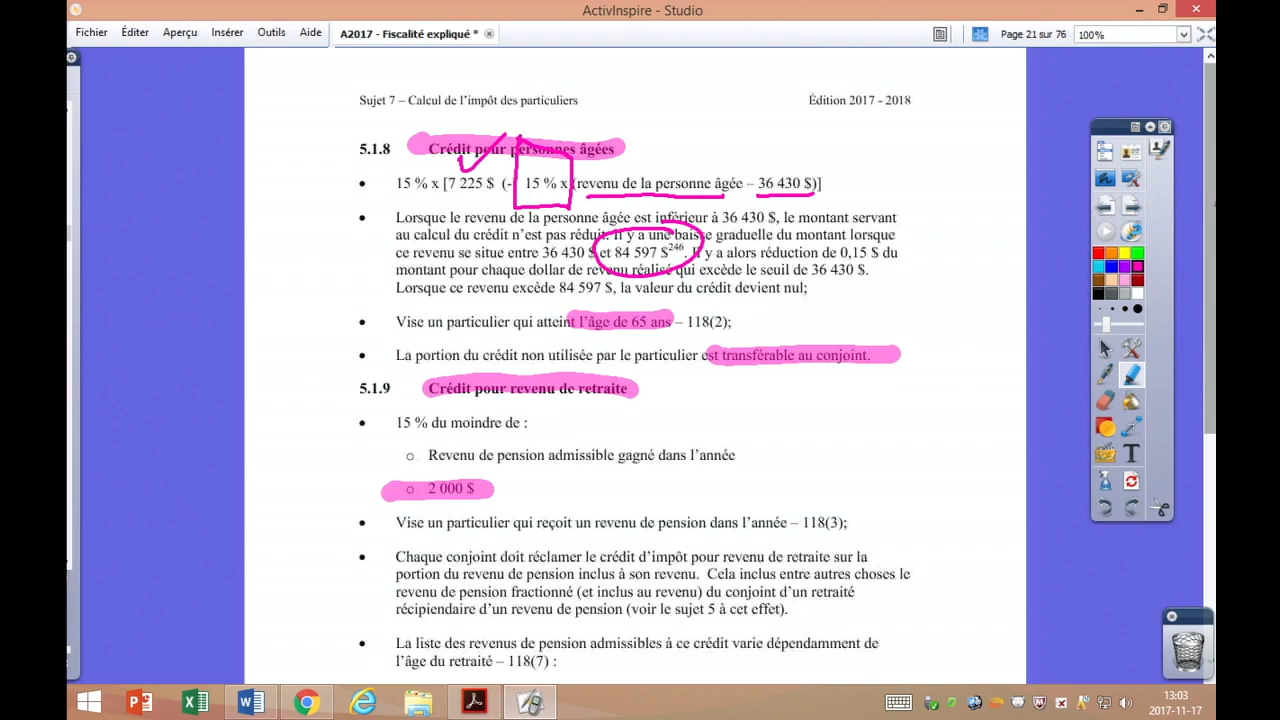 ActivInspire - Studio
Fichier Éditer Aperçu Insérer Outils Aide A2017 - Fiscalité expliqué * Page 21 sur 76 100%
Sujet 7 – Calcul de l'impôt des particuliers Édition 2017 - 2018
5.1.8 Crédit pour personnes âgées
• 15 % x [7 225 $ (- 15 % x (revenu de la personne âgée – 36 430 $)]
• Lorsque le revenu de la personne âgée est inférieur à 36 430 $, le montant servant
au calcul du crédit n'est pas réduit. Il y a une baisse graduelle du montant lorsque
ce revenu se situe entre 36 430 $ et 84 597 $246. Il y a alors réduction de 0,15 $ du
montant pour chaque dollar de revenu réalisé qui excède le seuil de 36 430 $.
Lorsque ce revenu excède 84 597 $, la valeur du crédit devient nul;
• Vise un particulier qui atteint l'âge de 65 ans – 118(2);
• La portion du crédit non utilisée par le particulier est transférable au conjoint.
5.1.9 Crédit pour revenu de retraite
• 15 % du moindre de :
o Revenu de pension admissible gagné dans l'année
o 2 000 $
• Vise un particulier qui reçoit un revenu de pension dans l'année – 118(3);
• Chaque conjoint doit réclamer le crédit d'impôt pour revenu de retraite sur la
portion du revenu de pension inclus à son revenu. Cela inclus entre autres choses le
revenu de pension fractionné (et inclus au revenu) du conjoint d'un retraité
récipiendaire d'un revenu de pension (voir le sujet 5 à cet effet).
• La liste des revenus de pension admissibles à ce crédit varie dépendamment de
l'âge du retraité – 118(7) :
13:03
2017-11-17